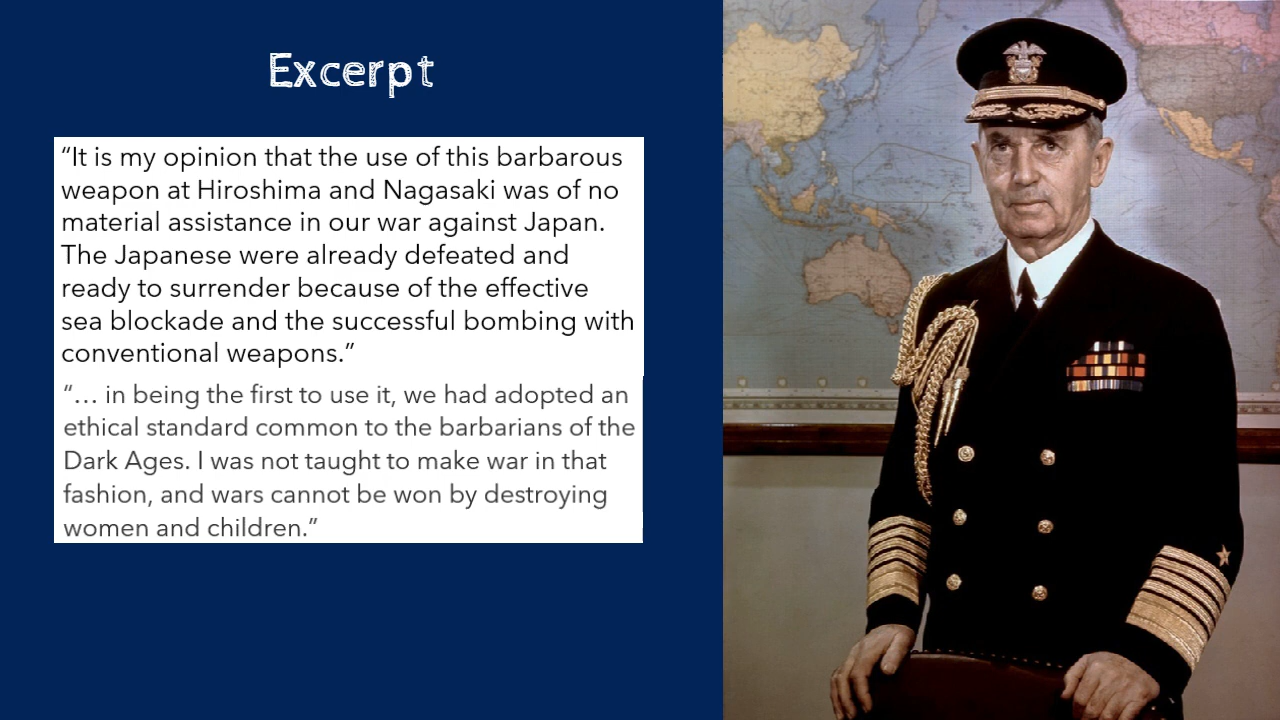 Excerpt
“It is my opinion that the use of this barbarous
weapon at Hiroshima and Nagasaki was of no
material assistance in our war against Japan.
The Japanese were already defeated and
ready to surrender because of the effective
sea blockade and the successful bombing with
conventional weapons.”
“… in being the first to use it, we had adopted an
ethical standard common to the barbarians of the
Dark Ages. I was not taught to make war in that
fashion, and wars cannot be won by destroying
women and children.”